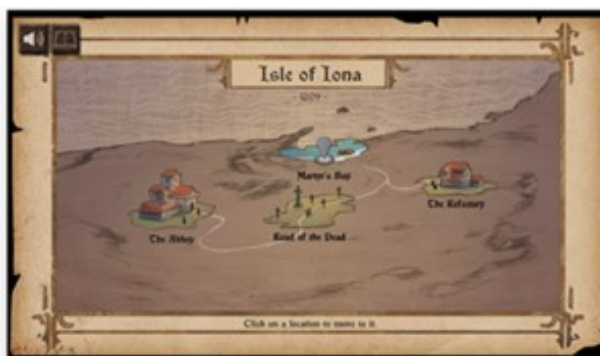 Isle of Iona
- 1209 -
Martyr's Bay
The Refectory
The Abbey
Road of the Dead
Click on a location to move to it.